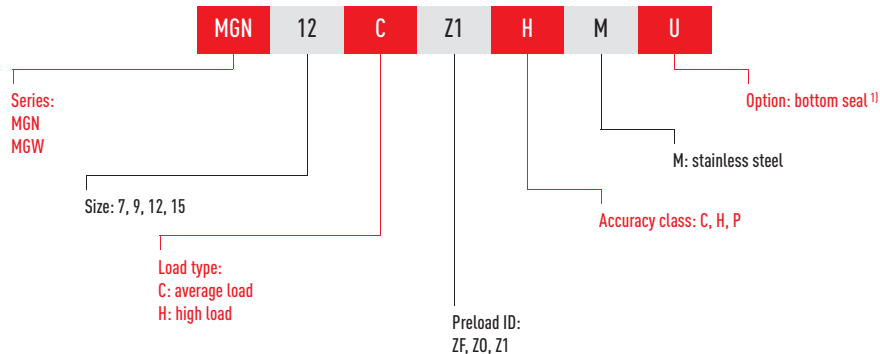 MGN 12 C Z1 H M U
Series:
MGN
MGW
Option: bottom seal 1)
M: stainless steel
Size: 7, 9, 12, 15
Accuracy class: C, H, P
Load type:
C: average load
H: high load
Preload ID:
ZF, Z0, Z1